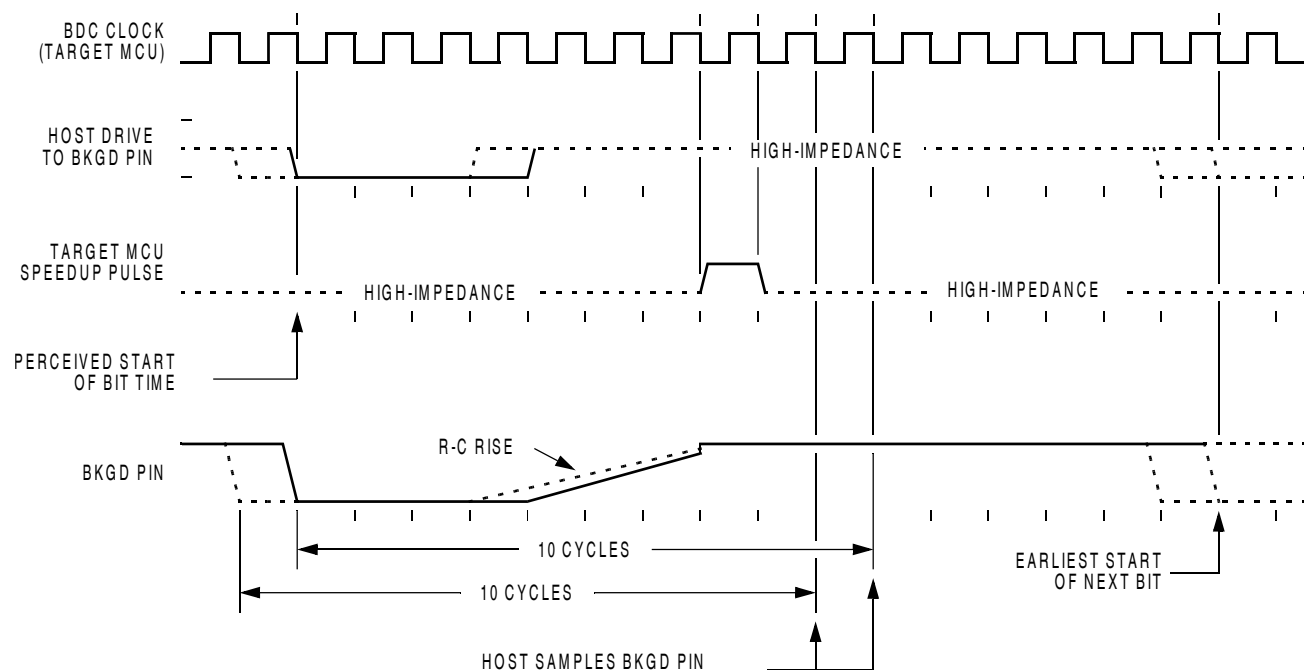 BDC CLOCK
(TARGET MCU)
HOST DRIVE
TO BKGD PIN
HIGH-IMPEDANCE
TARGET MCU
SPEEDUP PULSE
HIGH-IMPEDANCE
HIGH-IMPEDANCE
PERCEIVED START
OF BIT TIME
R-C RISE
BKGD PIN
10 CYCLES
EARLIEST START
OF NEXT BIT
10 CYCLES
HOST SAMPLES BKGD PIN